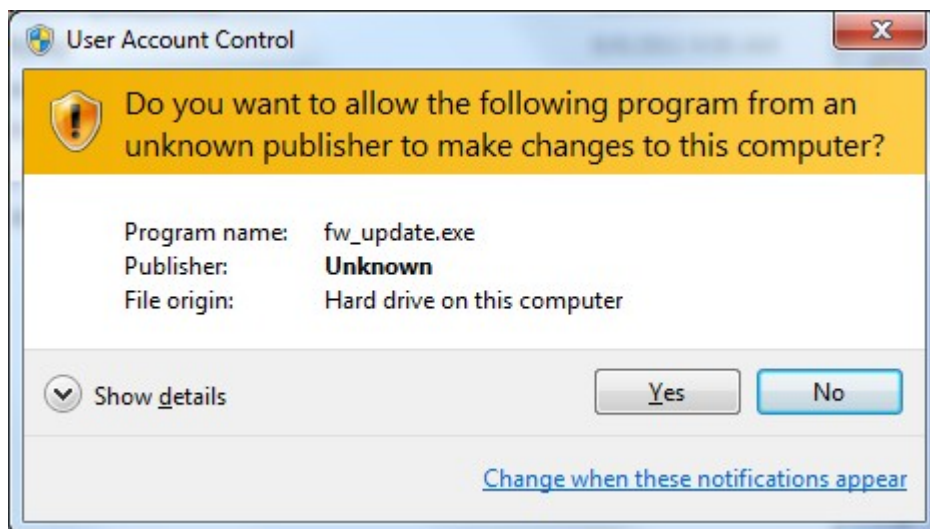 User Account Control
Do you want to allow the following program from an
unknown publisher to make changes to this computer?
Program name: fw_update.exe
Publisher: Unknown
File origin: Hard drive on this computer
Show details
Yes
No
Change when these notifications appear